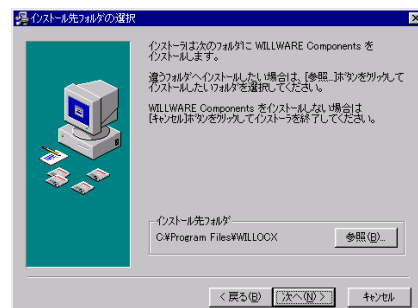 インストール先フォルダの選択
インストーラは次のフォルダに WILLWARE Components を
インストールします。
違うフォルダへインストールしたい場合は、[参照...]ボタンをクリックして
インストールしたいフォルダを選択してください。
WILLWARE Components をインストールしない場合は
[キャンセル]ボタンをクリックしてインストーラを終了してください。
インストール先フォルダ
C:¥Program Files¥WILLOCX
参照(B)...
< 戻る(B)
次へ(N) >
キャンセル